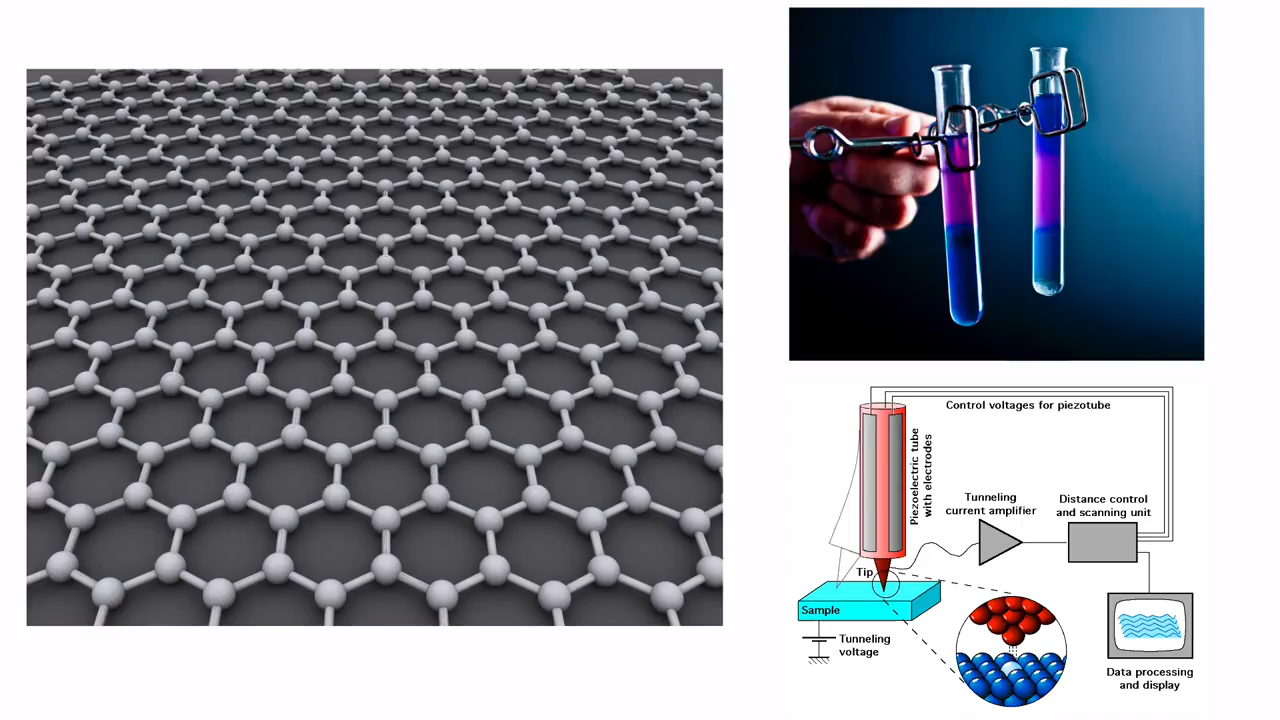 Control voltages for piezotube
Piezoelectric tube
with electrodes
Tunneling
current amplifier
Distance control
and scanning unit
Tip
Sample
Tunneling
voltage
Data processing
and display